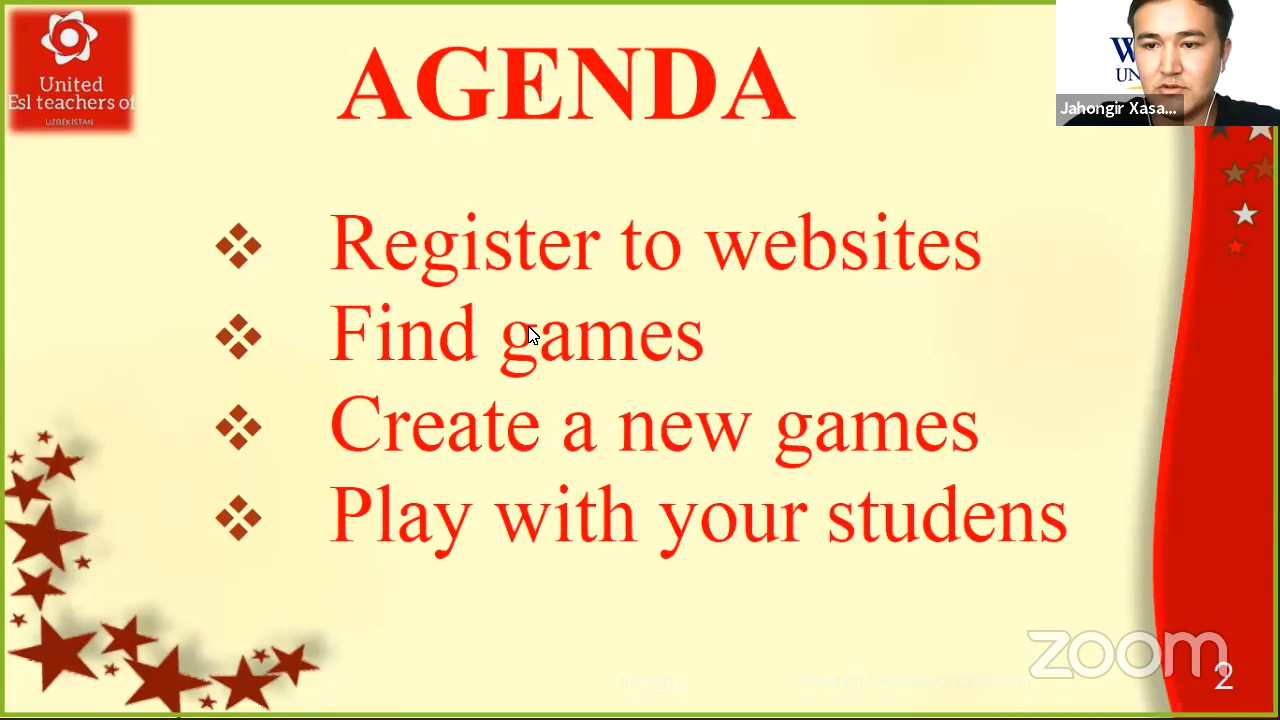 United
Esl teachers of
UZBEKISTAN
AGENDA
Jahongir Xasa...
Register to websites
Find games
Create a new games
Play with your studens
zoom
2